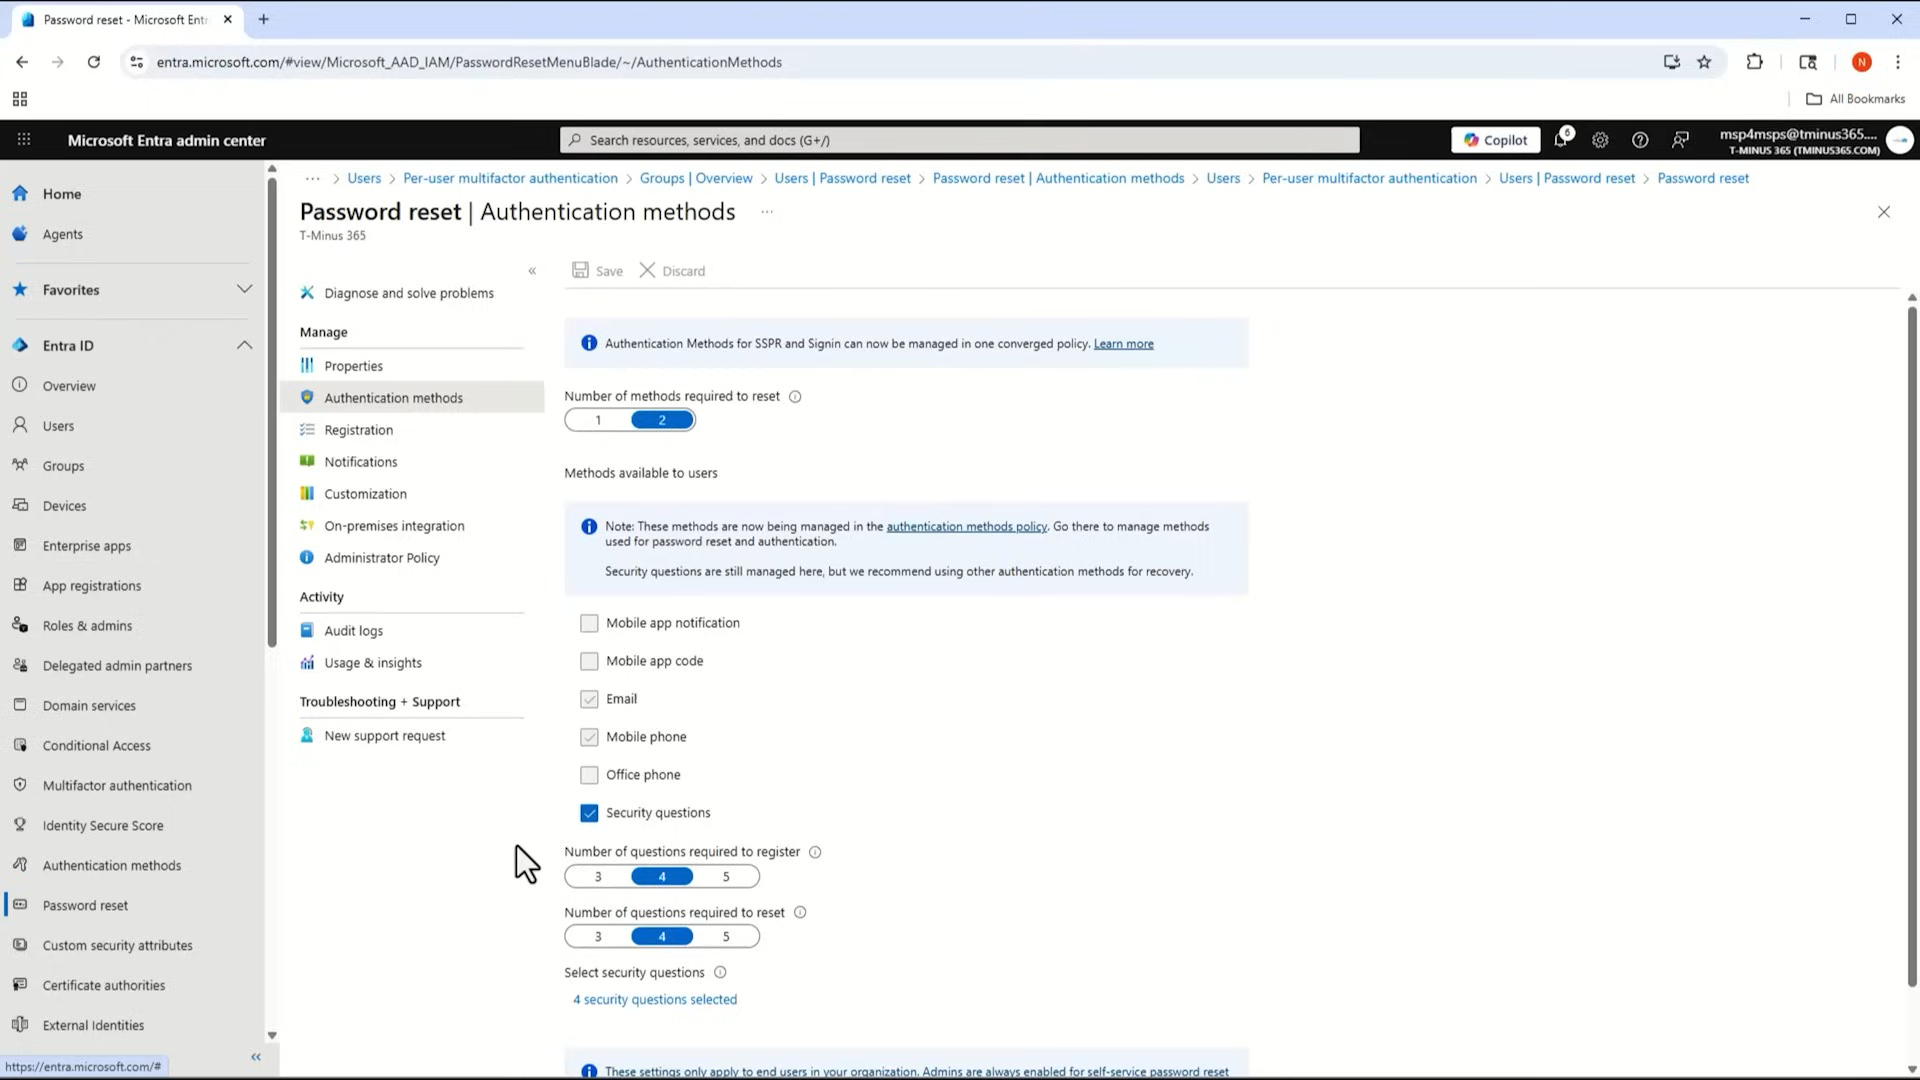 Password reset - Microsoft Entr
entra.microsoft.com/#view/Microsoft_AAD_IAM/PasswordResetMenuBlade/~/AuthenticationMethods
N
All Bookmarks
Microsoft Entra admin center
Search resources, services, and docs (G+/)
Copilot
6
msp4msps@tminus365....
T-MINUS 365 (TMINUS365.COM)
Home
Agents
Favorites
Entra ID
Overview
Users
Groups
Devices
Enterprise apps
App registrations
Roles & admins
Delegated admin partners
Domain services
Conditional Access
Multifactor authentication
Identity Secure Score
Authentication methods
Password reset
Custom security attributes
Certificate authorities
External Identities
https://entra.microsoft.com/#
... > Users > Per-user multifactor authentication > Groups | Overview > Users | Password reset > Password reset | Authentication methods > Users > Per-user multifactor authentication > Users | Password reset > Password reset
Password reset | Authentication methods ...
T-Minus 365
Diagnose and solve problems
Manage
Properties
Authentication methods
Registration
Notifications
Customization
On-premises integration
Administrator Policy
Activity
Audit logs
Usage & insights
Troubleshooting + Support
New support request
Save
Discard
Authentication Methods for SSPR and Signin can now be managed in one converged policy. Learn more
Number of methods required to reset
1 2
Methods available to users
Note: These methods are now being managed in the authentication methods policy. Go there to manage methods
used for password reset and authentication.
Security questions are still managed here, but we recommend using other authentication methods for recovery.
Mobile app notification
Mobile app code
Email
Mobile phone
Office phone
Security questions
Number of questions required to register
3 4 5
Number of questions required to reset
3 4 5
Select security questions
4 security questions selected
These settings only apply to end users in your organization. Admins are always enabled for self-service password reset